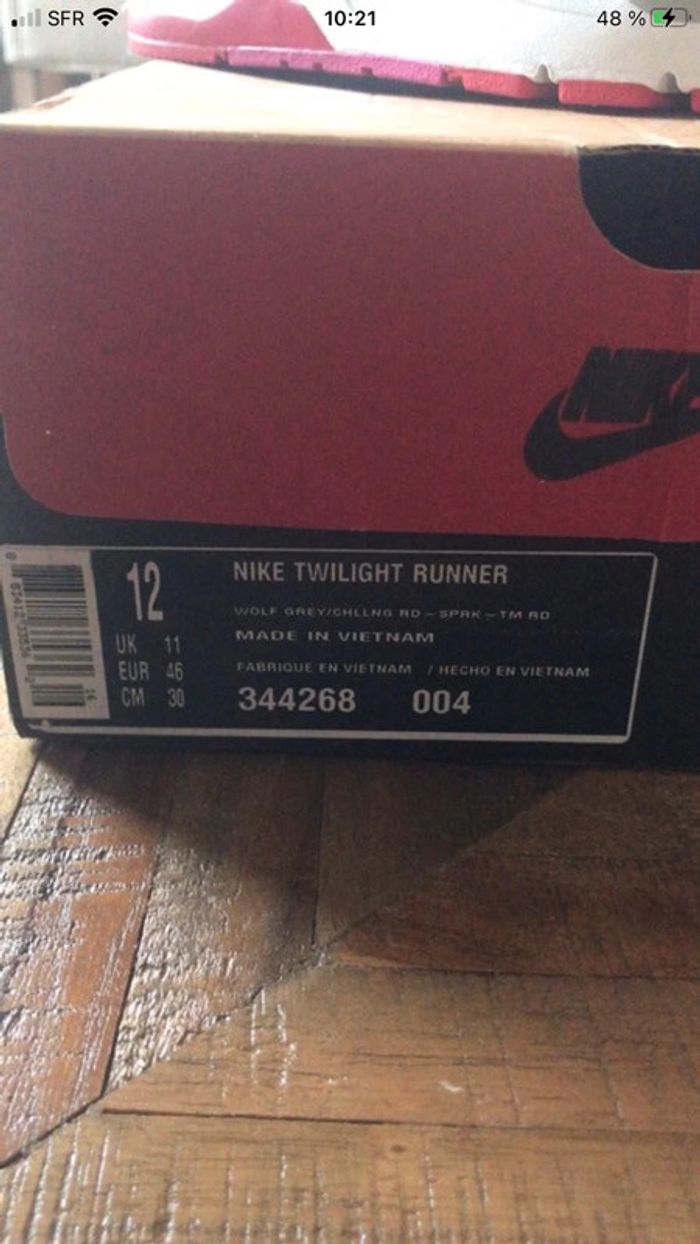 SFR 10:21 48 %
NIKE
12
UK 11
EUR 46
CM 30
NIKE TWILIGHT RUNNER
WOLF GREY/CHLLNG RD – SPRK – TM RD
MADE IN VIETNAM
FABRIQUE EN VIETNAM / HECHO EN VIETNAM
344268 004